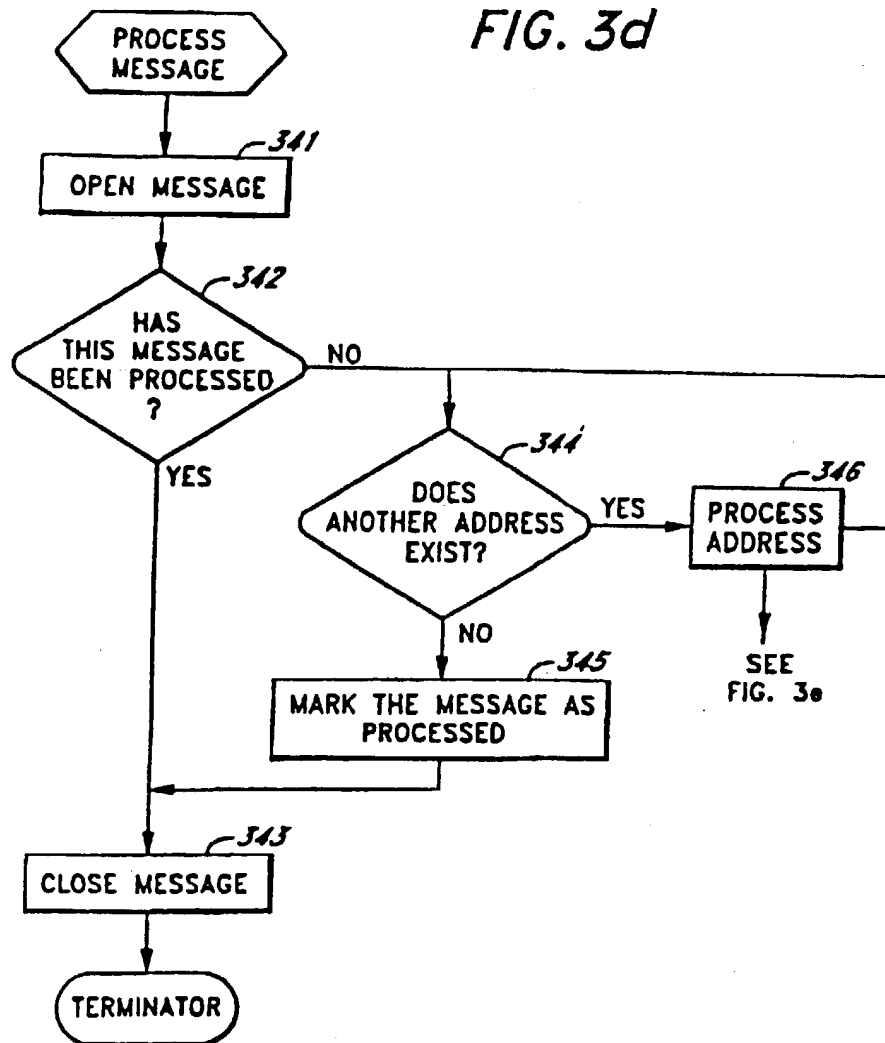 FIG. 3d
PROCESS
MESSAGE
341
OPEN MESSAGE
342
HAS
THIS MESSAGE
BEEN PROCESSED
?
NO
YES
344
DOES
ANOTHER ADDRESS
EXIST?
YES
346
PROCESS
ADDRESS
NO
SEE
FIG. 3e
345
MARK THE MESSAGE AS
PROCESSED
343
CLOSE MESSAGE
TERMINATOR